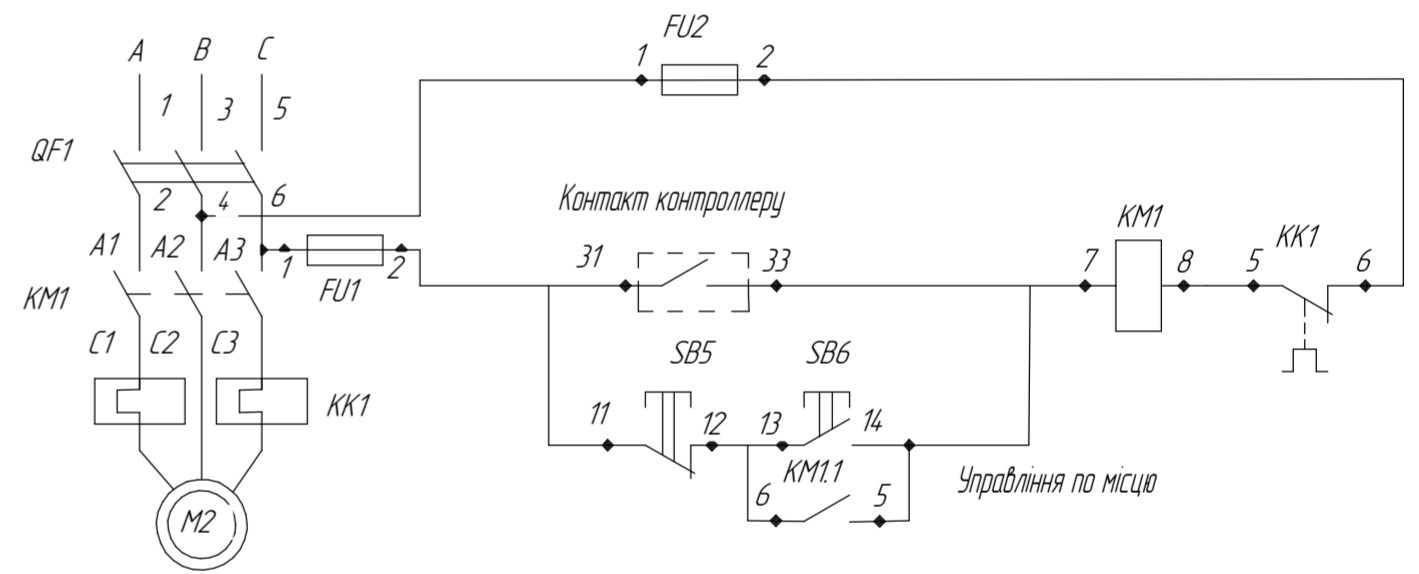 FU2
A B C
1 2
1 3 5
QF1
2 4 6
Контакт контроллеру
KM1
KK1
A1 A2 A3
1 2
31 33
7 8 5 6
KM1
FU1
C1 C2 C3
SB5 SB6
KK1
11 12 13 14
KM1.1
6 5
Управління по місцю
M2